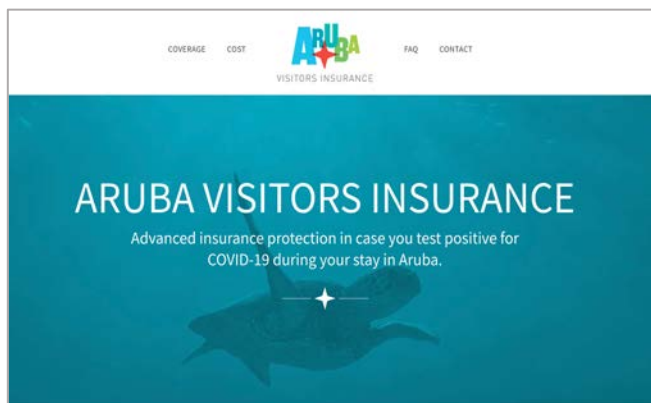 COVERAGE COST ARUBA FAQ CONTACT
VISITORS INSURANCE
ARUBA VISITORS INSURANCE
Advanced insurance protection in case you test positive for
COVID-19 during your stay in Aruba.